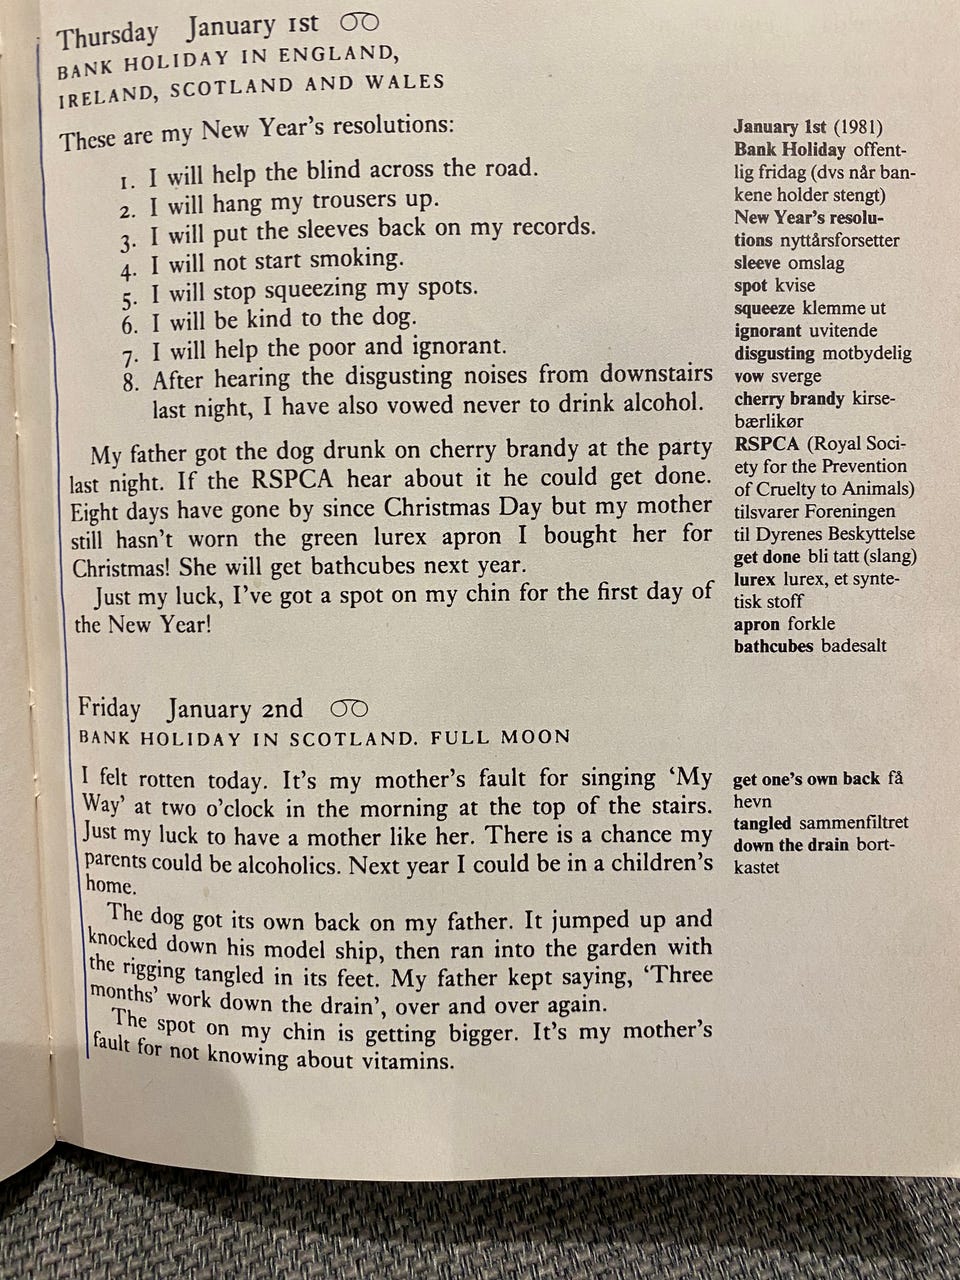 Thursday January 1st
BANK HOLIDAY IN ENGLAND,
IRELAND, SCOTLAND AND WALES
These are my New Year's resolutions:
1. I will help the blind across the road.
2. I will hang my trousers up.
3. I will put the sleeves back on my records.
4. I will not start smoking.
5. I will stop squeezing my spots.
6. I will be kind to the dog.
7. I will help the poor and ignorant.
8. After hearing the disgusting noises from downstairs
last night, I have also vowed never to drink alcohol.
My father got the dog drunk on cherry brandy at the party
last night. If the RSPCA hear about it he could get done.
Eight days have gone by since Christmas Day but my mother
still hasn't worn the green lurex apron I bought her for
Christmas! She will get bathcubes next year.
Just my luck, I've got a spot on my chin for the first day of
the New Year!
January 1st (1981)
Bank Holiday offent-
lig fridag (dvs når ban-
kene holder stengt)
New Year's resolu-
tions nyttårsforsetter
sleeve omslag
spot kvise
squeeze klemme ut
ignorant uvitende
disgusting motbydelig
vow sverge
cherry brandy kirse-
bærlikør
RSPCA (Royal Soci-
ety for the Prevention
of Cruelty to Animals)
tilsvarer Foreningen
til Dyrenes Beskyttelse
get done bli tatt (slang)
lurex lurex, et synte-
tisk stoff
apron forkle
bathcubes badesalt
Friday January 2nd
BANK HOLIDAY IN SCOTLAND. FULL MOON
I felt rotten today. It's my mother's fault for singing 'My
Way' at two o'clock in the morning at the top of the stairs.
Just my luck to have a mother like her. There is a chance my
parents could be alcoholics. Next year I could be in a children's
home.
The dog got its own back on my father. It jumped up and
knocked down his model ship, then ran into the garden with
the rigging tangled in its feet. My father kept saying, 'Three
months' work down the drain', over and over again.
The spot on my chin is getting bigger. It's my mother's
fault for not knowing about vitamins.
get one's own back få
hevn
tangled sammenfiltret
down the drain bort-
kastet